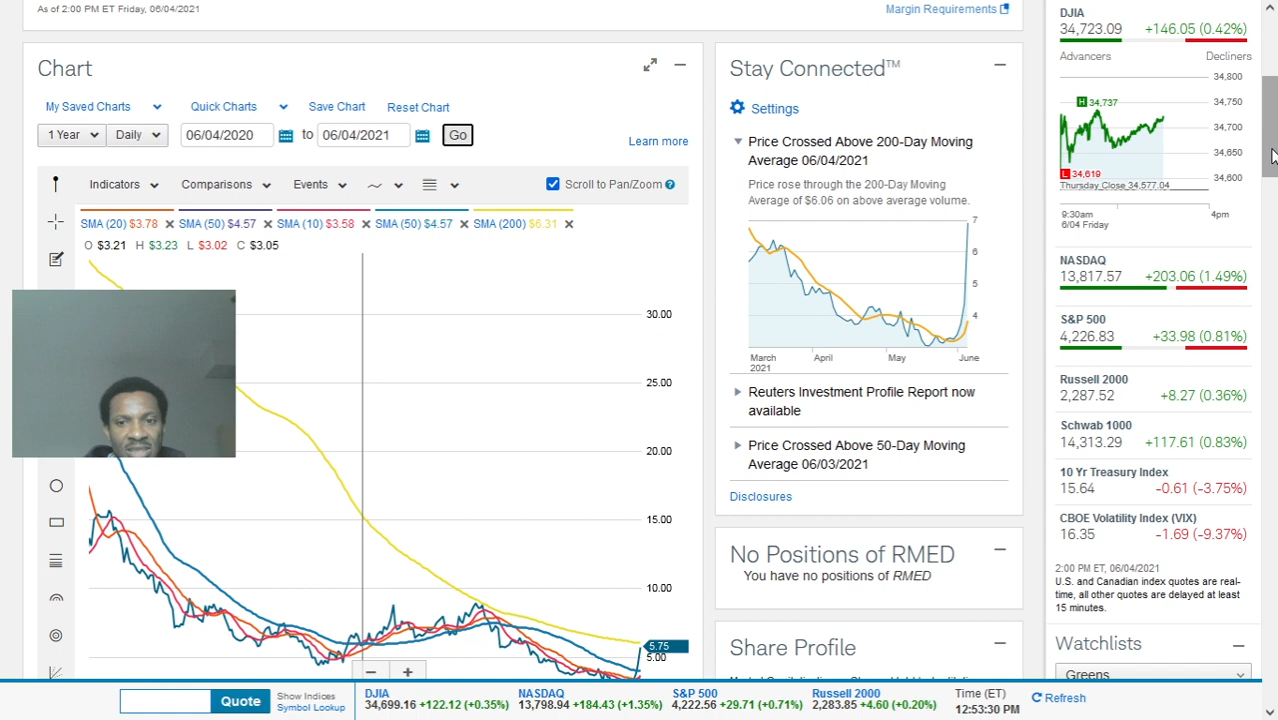 As of 2:00 PM ET Friday, 06/04/2021
Margin Requirements
Chart
My Saved Charts
Quick Charts
Save Chart
Reset Chart
1 Year
Daily
06/04/2020
to
06/04/2021
Go
Learn more
Indicators
Comparisons
Events
Scroll to Pan/Zoom
SMA (20) $3.78
SMA (50) $4.57
SMA (10) $3.58
SMA (50) $4.57
SMA (200) $6.31
O $3.21 H $3.23 L $3.02 C $3.05
30.00
25.00
20.00
15.00
10.00
5.75
5.00
Stay Connected™
Settings
Price Crossed Above 200-Day Moving
Average 06/04/2021
Price rose through the 200-Day Moving
Average of $6.06 on above average volume.
7
6
5
4
March
2021
April
May
June
Reuters Investment Profile Report now
available
Price Crossed Above 50-Day Moving
Average 06/03/2021
Disclosures
No Positions of RMED
You have no positions of RMED
Share Profile
DJIA
34,723.09 +146.05 (0.42%)
Advancers
Decliners
34,800
34,750
34,700
34,650
34,600
H 34,737
L 34,619
Thursday Close 34,577.04
9:30am
4pm
6/04 Friday
NASDAQ
13,817.57 +203.06 (1.49%)
S&P 500
4,226.83 +33.98 (0.81%)
Russell 2000
2,287.52 +8.27 (0.36%)
Schwab 1000
14,313.29 +117.61 (0.83%)
10 Yr Treasury Index
15.64 -0.61 (-3.75%)
CBOE Volatility Index (VIX)
16.35 -1.69 (-9.37%)
2:00 PM ET, 06/04/2021
U.S. and Canadian index quotes are real-
time, all other quotes are delayed at least
15 minutes.
Watchlists
Greens
Quote
Show Indices
Symbol Lookup
DJIA
34,699.16 +122.12 (+0.35%)
NASDAQ
13,798.94 +184.43 (+1.35%)
S&P 500
4,222.56 +29.71 (+0.71%)
Russell 2000
2,283.85 +4.60 (+0.20%)
Time (ET)
12:53:30 PM
Refresh